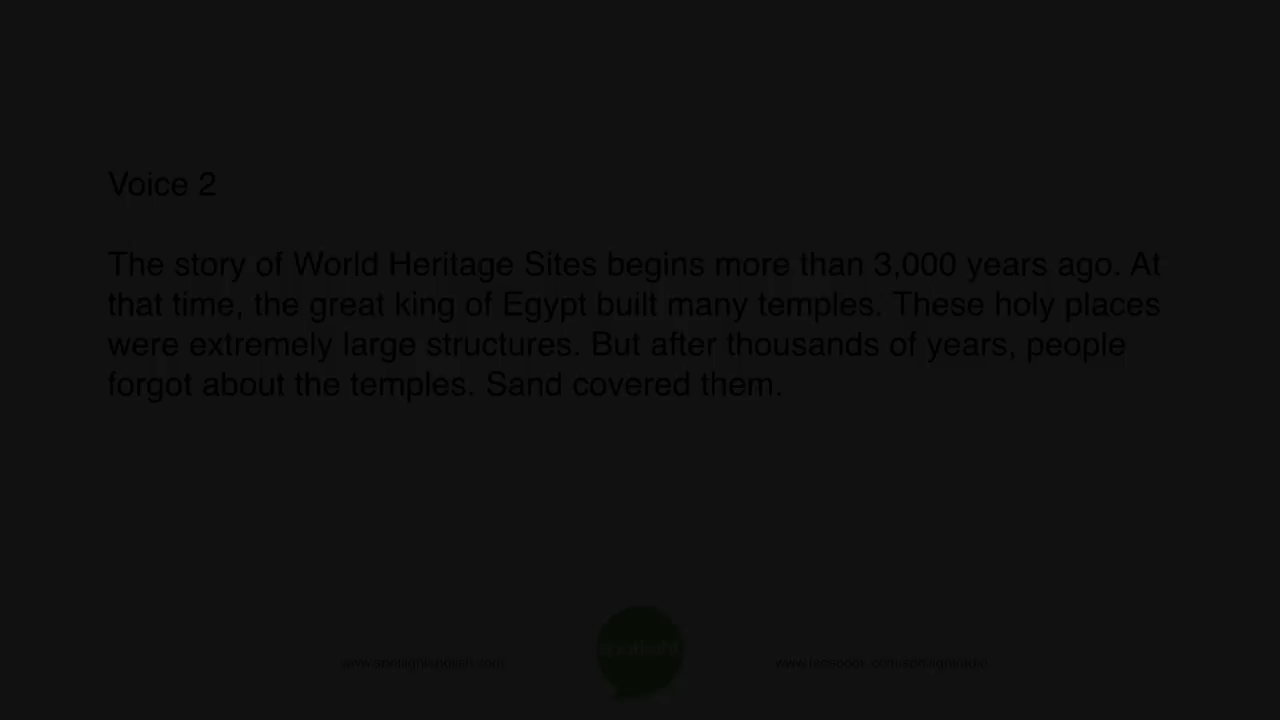 Voice 2
The story of World Heritage Sites begins more than 3,000 years ago. At
that time, the great king of Egypt built many temples. These holy places
were extremely large structures. But after thousands of years, people
forgot about the temples. Sand covered them.